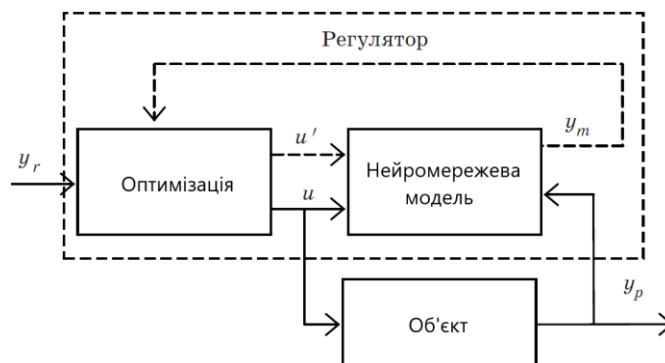 Регулятор
y_r
Оптимізація
u'
u
Нейромережева
модель
y_m
Об'єкт
y_p